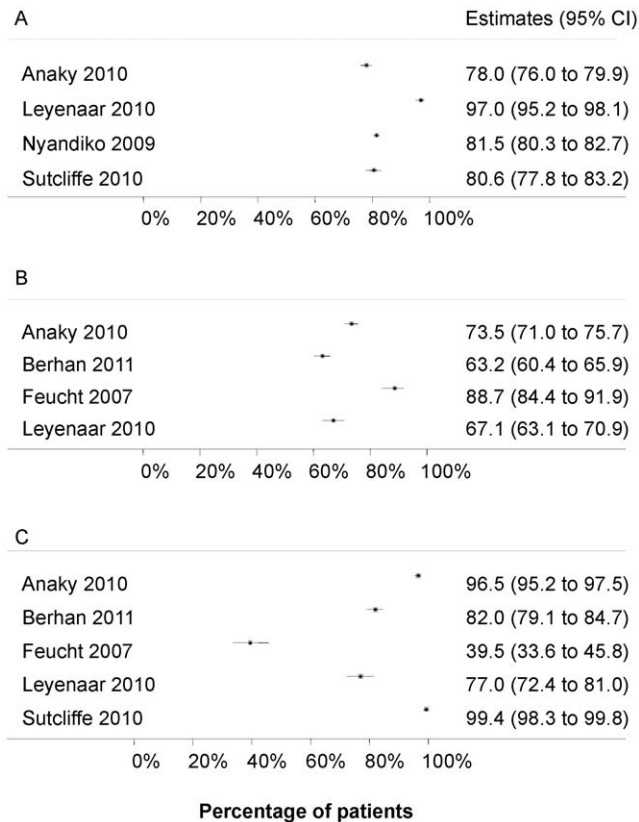 A Estimates (95% CI)
Anaky 2010 78.0 (76.0 to 79.9)
Leyenaar 2010 97.0 (95.2 to 98.1)
Nyandiko 2009 81.5 (80.3 to 82.7)
Sutcliffe 2010 80.6 (77.8 to 83.2)
0% 20% 40% 60% 80% 100%
B
Anaky 2010 73.5 (71.0 to 75.7)
Berhan 2011 63.2 (60.4 to 65.9)
Feucht 2007 88.7 (84.4 to 91.9)
Leyenaar 2010 67.1 (63.1 to 70.9)
0% 20% 40% 60% 80% 100%
C
Anaky 2010 96.5 (95.2 to 97.5)
Berhan 2011 82.0 (79.1 to 84.7)
Feucht 2007 39.5 (33.6 to 45.8)
Leyenaar 2010 77.0 (72.4 to 81.0)
Sutcliffe 2010 99.4 (98.3 to 99.8)
0% 20% 40% 60% 80% 100%
Percentage of patients